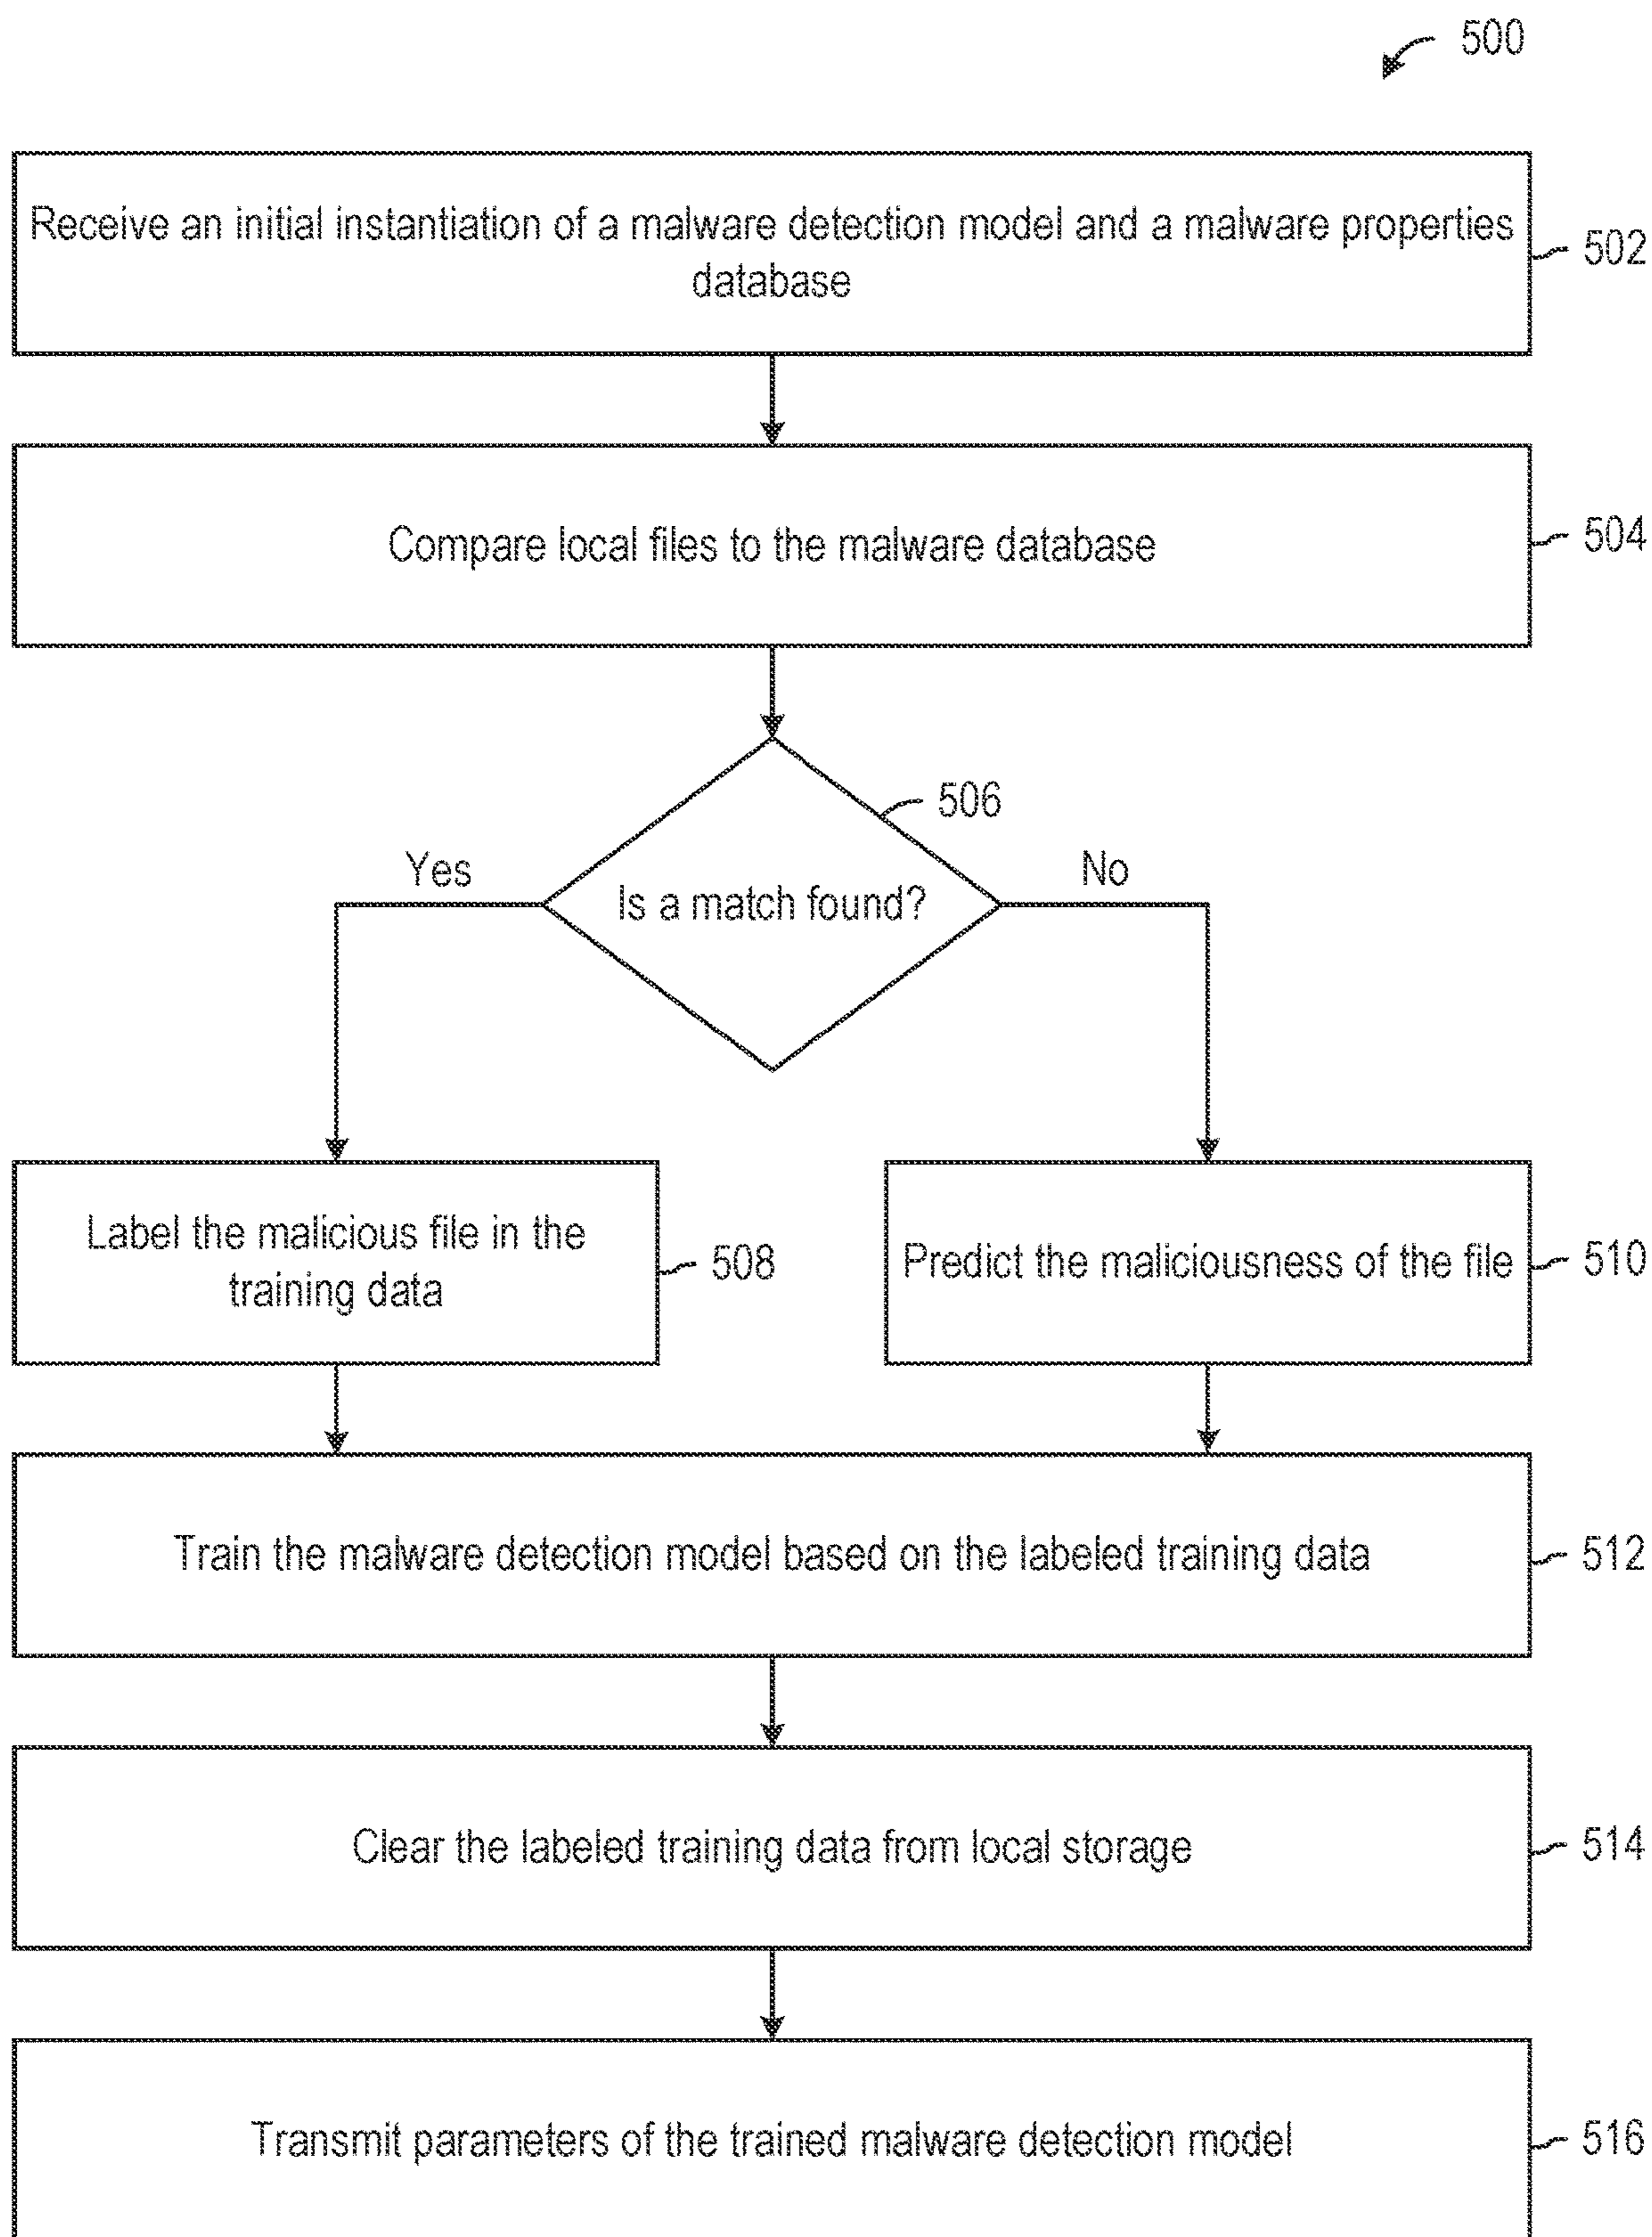 500
Receive an initial instantiation of a malware detection model and a malware properties
database
502
Compare local files to the malware database
504
506
Yes
No
Is a match found?
Label the malicious file in the
training data
508
Predict the maliciousness of the file
510
Train the malware detection model based on the labeled training data
512
Clear the labeled training data from local storage
514
Transmit parameters of the trained malware detection model
516